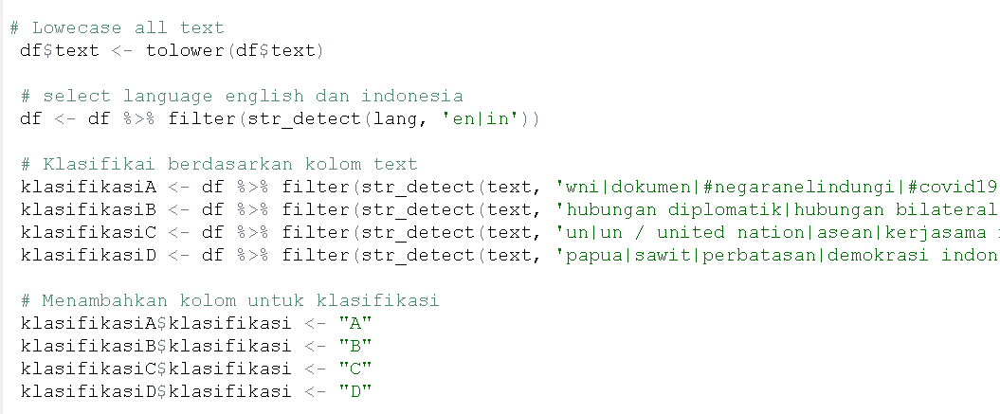 # Lowecase all text
df$text <- tolower(df$text)
# select language english dan indonesia
df <- df %>% filter(str_detect(lang, 'en|in'))
# Klasifikai berdasarkan kolom text
klasifikasiA <- df %>% filter(str_detect(text, 'wni|dokumen|#negaranelindungi|#covid19
klasifikasiB <- df %>% filter(str_detect(text, 'hubungan diplomatik|hubungan bilateral
klasifikasiC <- df %>% filter(str_detect(text, 'un|un / united nation|asean|kerjasama
klasifikasiD <- df %>% filter(str_detect(text, 'papua|sawit|perbatasan|demokrasi indon
# Menambahkan kolom untuk klasifikasi
klasifikasiA$klasifikasi <- "A"
klasifikasiB$klasifikasi <- "B"
klasifikasiC$klasifikasi <- "C"
klasifikasiD$klasifikasi <- "D"